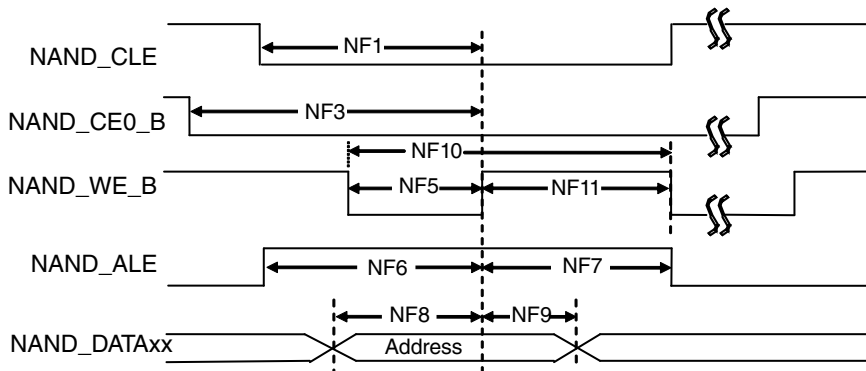 NF1
NAND_CLE
NF3
NAND_CE0_B
NF10
NAND_WE_B
NF5
NF11
NAND_ALE
NF6
NF7
NF8
NF9
NAND_DATAxx
Address